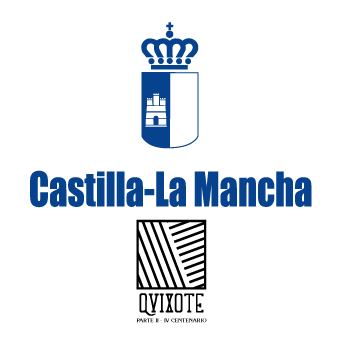 Castilla-La Mancha
QVIXOTE
PARTE II - IV CENTENARIO